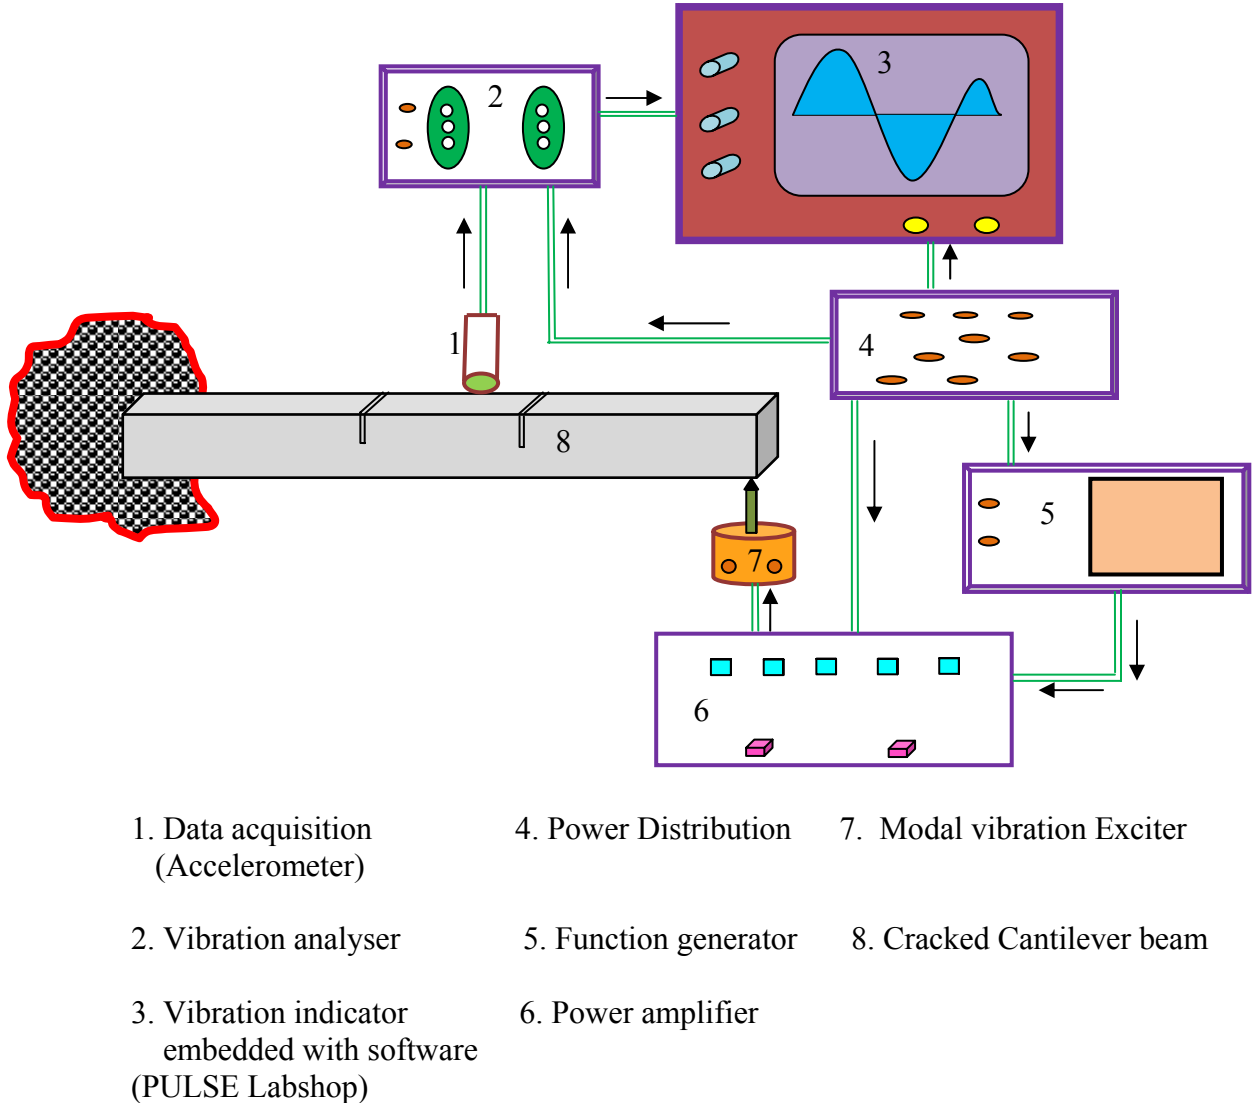 3
2
1
4
8
5
7
6
1. Data acquisition
(Accelerometer)
4. Power Distribution
7. Modal vibration Exciter
2. Vibration analyser
5. Function generator
8. Cracked Cantilever beam
3. Vibration indicator
embedded with software
(PULSE Labshop)
6. Power amplifier